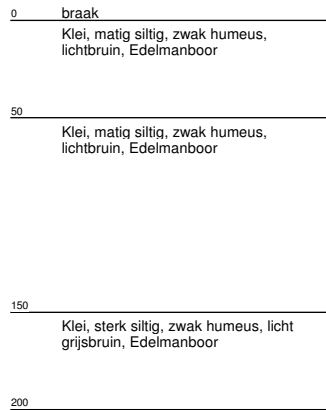 0 braak
Klei, matig siltig, zwak humeus,
lichtbruin, Edelmanboor
50
Klei, matig siltig, zwak humeus,
lichtbruin, Edelmanboor
150
Klei, sterk siltig, zwak humeus, licht
grijsbruin, Edelmanboor
200